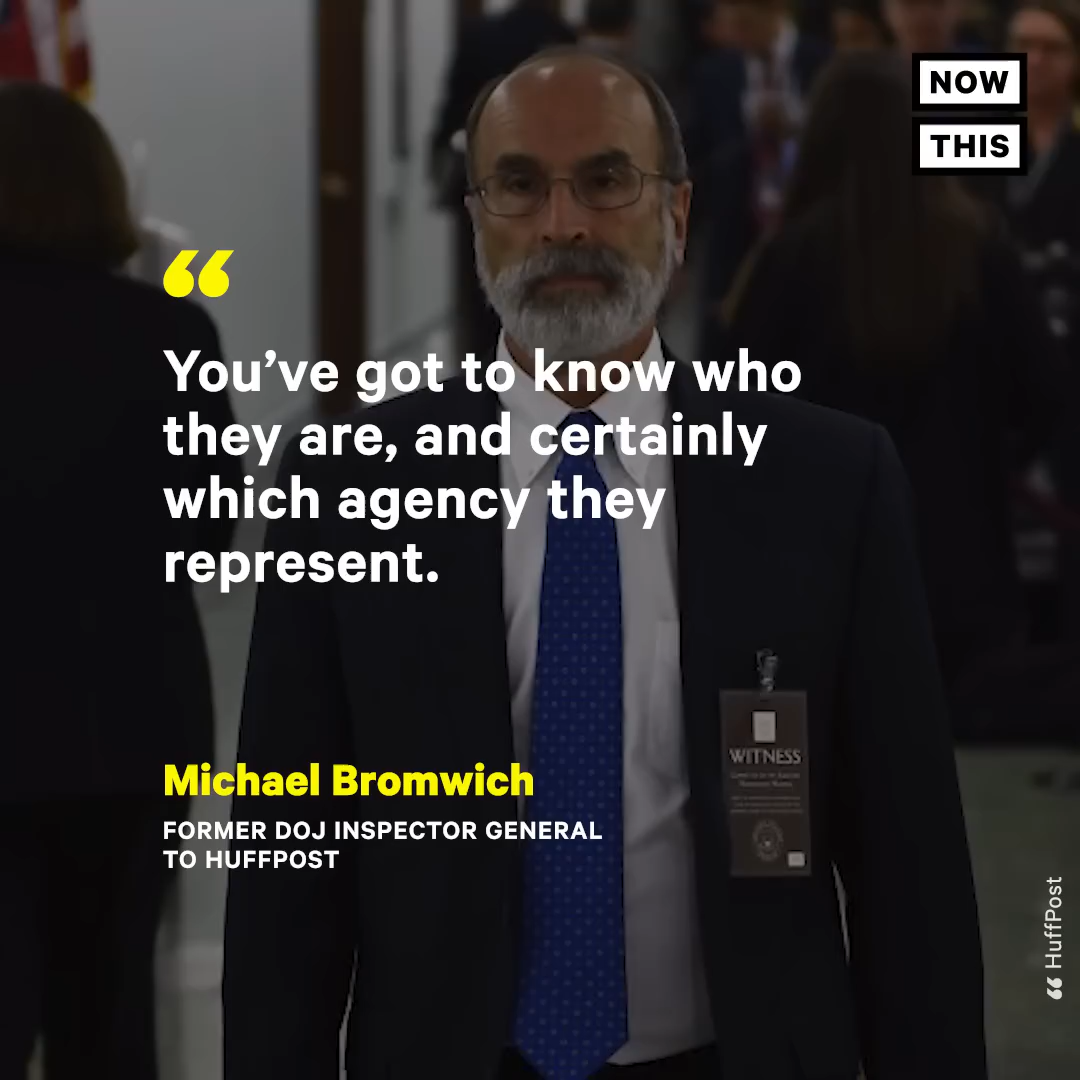 NOW
THIS
“
You’ve got to know who
they are, and certainly
which agency they
represent.
Michael Bromwich
FORMER DOJ INSPECTOR GENERAL
TO HUFFPOST
WITNESS
“ HuffPost